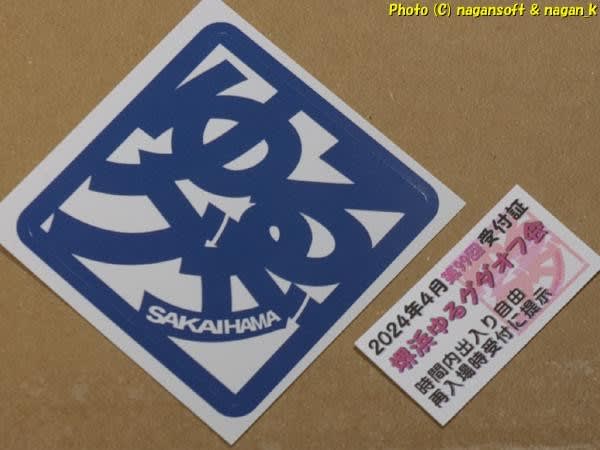 Photo (C) nagansoft & nagan_k
SAKAIHAMA
2024年4月 受付証
堺浜ゆるグダオフ会
時間内出入り自由
再入場時受付に提示